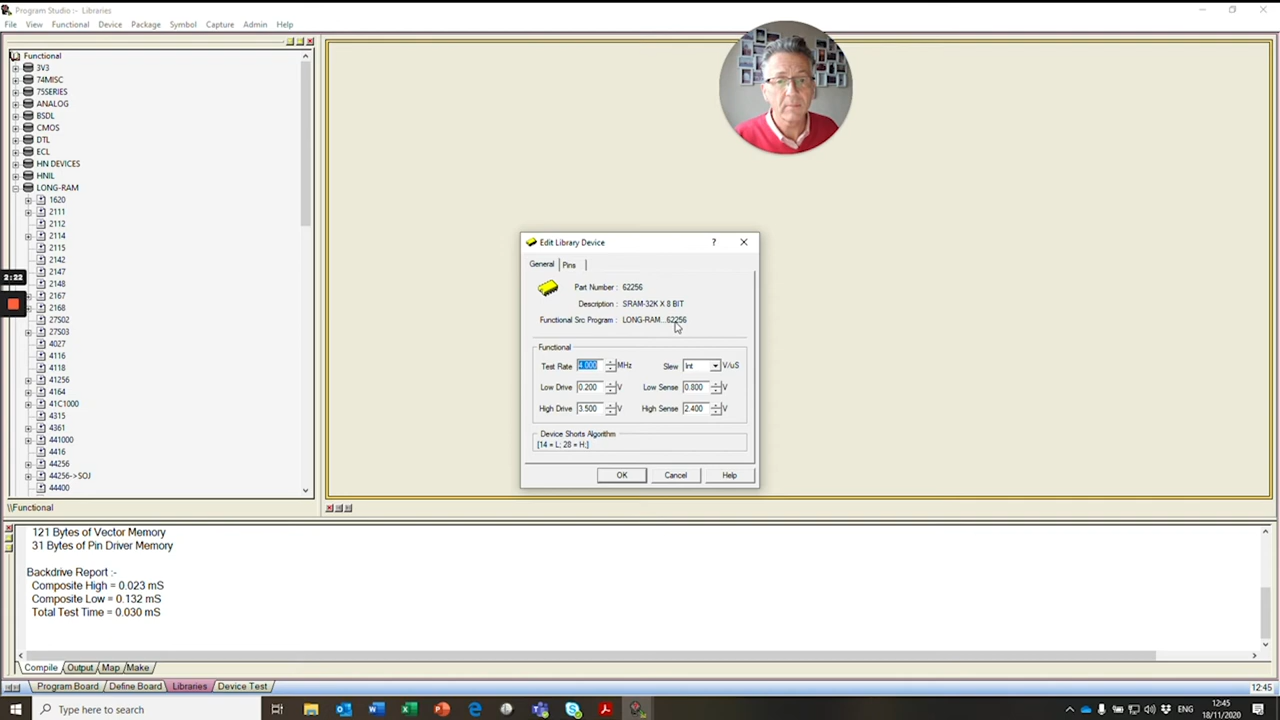 Program Studio :- Libraries
File View Functional Device Package Symbol Capture Admin Help
Functional
3V3
74MISC
75SERIES
ANALOG
BSDL
CMOS
DTL
ECL
HN DEVICES
HNIL
LONG-RAM
1620
2111
2112
2114
2115
2142
2147
2148
2167
2168
27S02
27S03
4027
4116
4118
41256
4164
41C1000
4315
4361
441000
4416
44256
44256->SOJ
44400
\\Functional
2:22
Edit Library Device
?
General Pins
Part Number : 62256
Description : SRAM-32K X 8 BIT
Functional Src Program : LONG-RAM...62256
Functional
Test Rate 4.000 MHz Slew Int V/uS
Low Drive 0.200 V Low Sense 0.800 V
High Drive 3.500 V High Sense 2.400 V
Device Shorts Algorithm
[14 = L; 28 = H;]
OK Cancel Help
121 Bytes of Vector Memory
31 Bytes of Pin Driver Memory
Backdrive Report :-
Composite High = 0.023 mS
Composite Low = 0.132 mS
Total Test Time = 0.030 mS
Compile Output Map Make
Program Board Define Board Libraries Device Test 12:45
Type here to search
ENG
12:45
18/11/2020